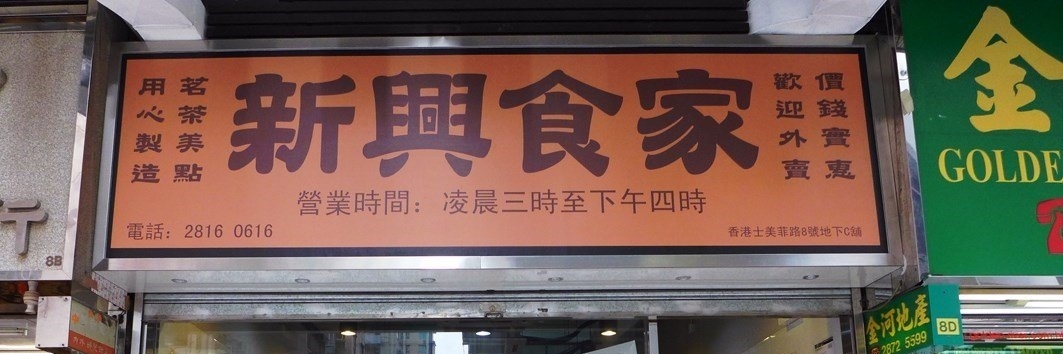 茗茶美點
用心製造
新興食家
價錢實惠
歡迎外賣
營業時間：凌晨三時至下午四時
電話：2816 0616
香港士美菲路8號地下C舖
8B
金
GOLDE
金河地產
2872 5599
8D